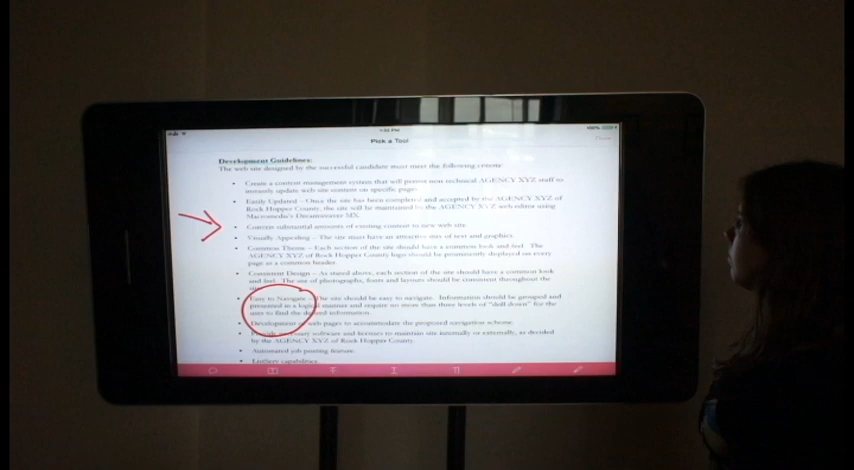 1:52 PM
100%
Pick a Tool
Done
Development Guidelines:
The web site designed by the successful candidate must meet the following criteria:
• Create a content management system that will permit non technical AGENCY XYZ staff to
instantly update web site content on specific pages.
• Easily Updated – Once the site has been completed and accepted by the AGENCY XYZ of
Rock Hopper County, the site will be maintained by the AGENCY XYZ web editor using
Macromedia's Dreamweaver MX.
• Convert substantial amounts of existing content to new web site.
• Visually Appealing – The site must have an attractive mix of text and graphics.
• Common Theme – Each section of the site should have a common look and feel. The
AGENCY XYZ of Rock Hopper County logo should be prominently displayed on every
page as a common header.
• Consistent Design – As stated above, each section of the site should have a common look
and feel. The use of photographs, fonts and layouts should be consistent throughout the
• Easy to Navigate – The site should be easy to navigate. Information should be grouped and
presented in a logical manner and require no more than three levels of "drill down" for the
user to find the desired information.
• Development of web pages to accommodate the proposed navigation scheme.
• Provide necessary software and licenses to maintain site internally or externally, as decided
by the AGENCY XYZ of Rock Hopper County.
• Automated job posting feature.
• ListServ capabilities.